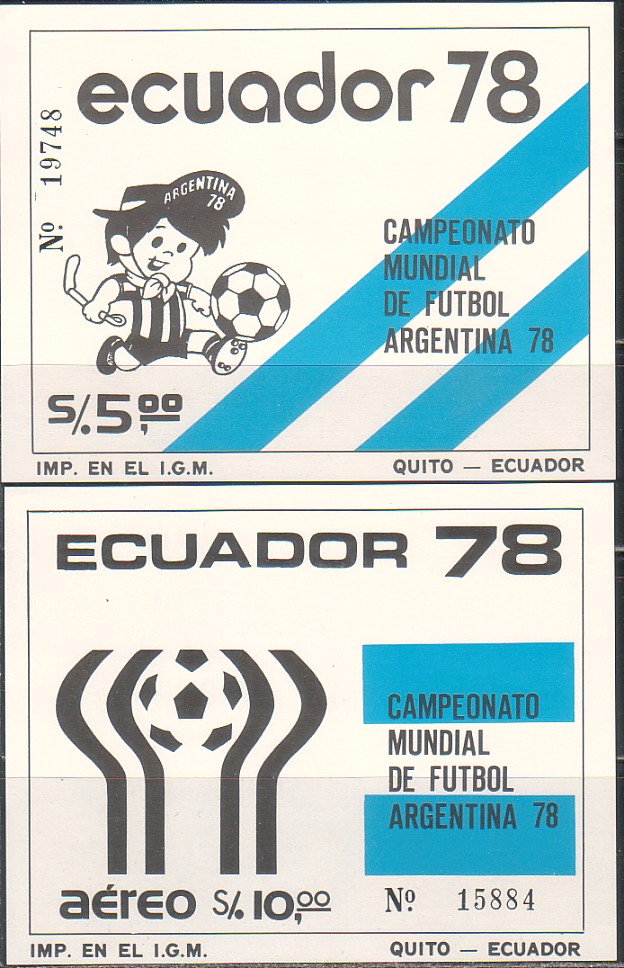 ecuador 78
Nº 19748
ARGENTINA
78
CAMPEONATO
MUNDIAL
DE FUTBOL
ARGENTINA 78
S/.5,00
IMP. EN EL I.G.M. QUITO — ECUADOR
ECUADOR 78
CAMPEONATO
MUNDIAL
DE FUTBOL
ARGENTINA 78
aéreo S/. 10,00 Nº 15884
IMP. EN EL I.G.M. QUITO — ECUADOR